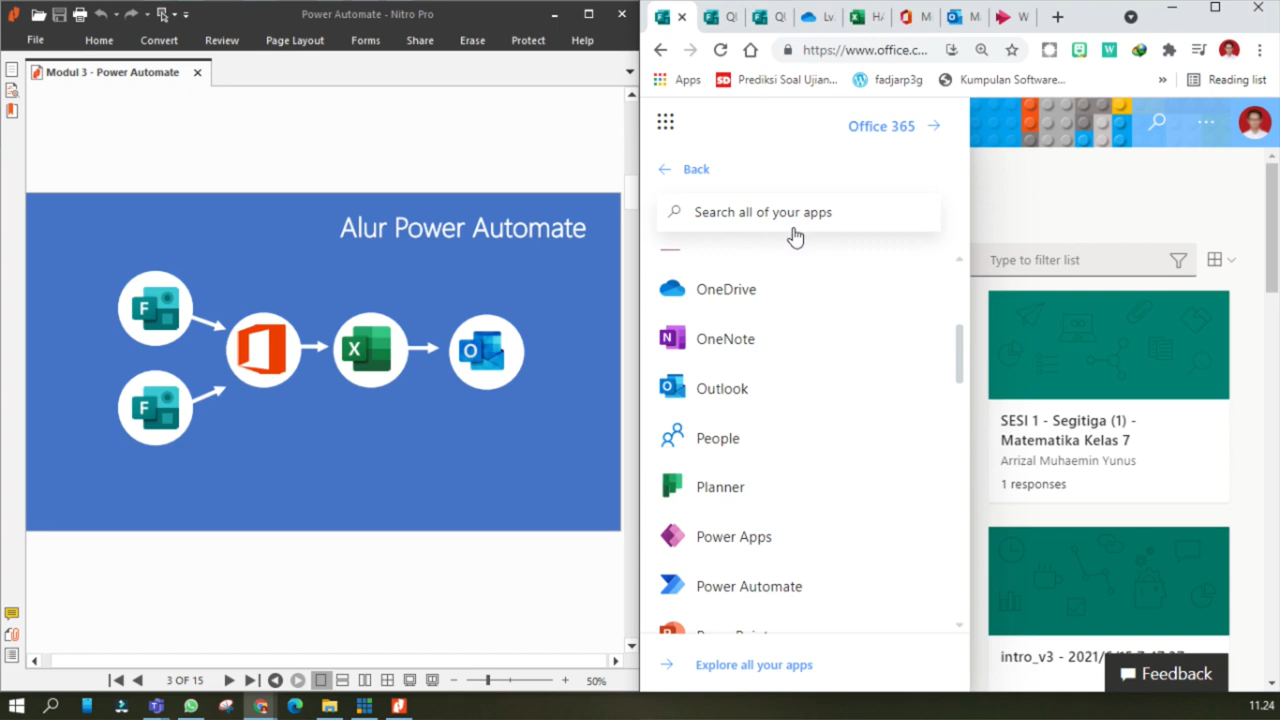 Power Automate - Nitro Pro
File
Home
Convert
Review
Page Layout
Forms
Share
Erase
Protect
Help
Modul 3 - Power Automate
Alur Power Automate
F
F
X
O
3 OF 15
50%
https://www.office.c...
Apps
SD Prediksi Soal Ujian...
fadjarp3g
Kumpulan Software...
»
Reading list
Office 365
Back
Search all of your apps
OneDrive
OneNote
Outlook
People
Planner
Power Apps
Power Automate
Explore all your apps
Type to filter list
SESI 1 - Segitiga (1) -
Matematika Kelas 7
Arrizal Muhaemin Yunus
1 responses
Feedback
11.24